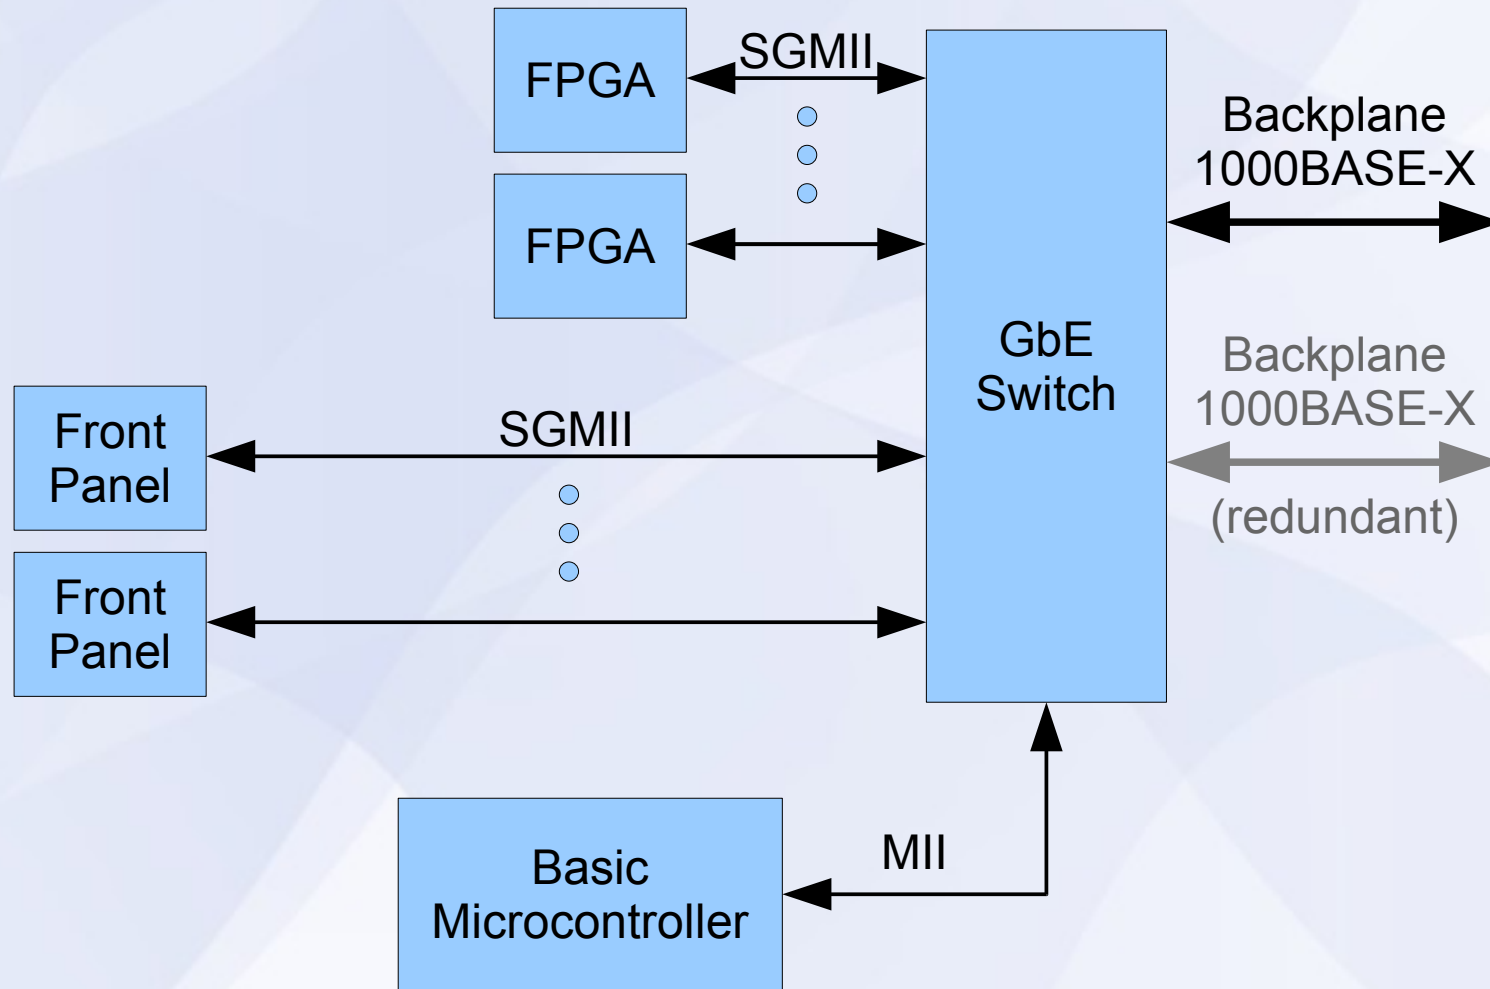 FPGA
SGMII
FPGA
GbE
Switch
Backplane
1000BASE-X
Backplane
1000BASE-X
(redundant)
Front
Panel
SGMII
Front
Panel
Basic
Microcontroller
MII